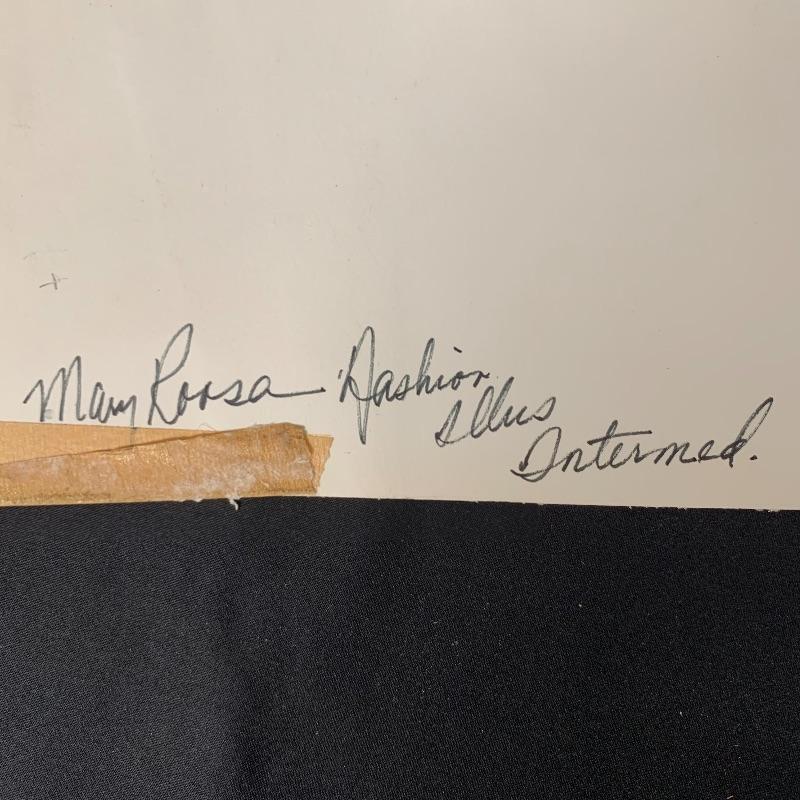 Mary Roosa Fashion
Illus
Intermed.